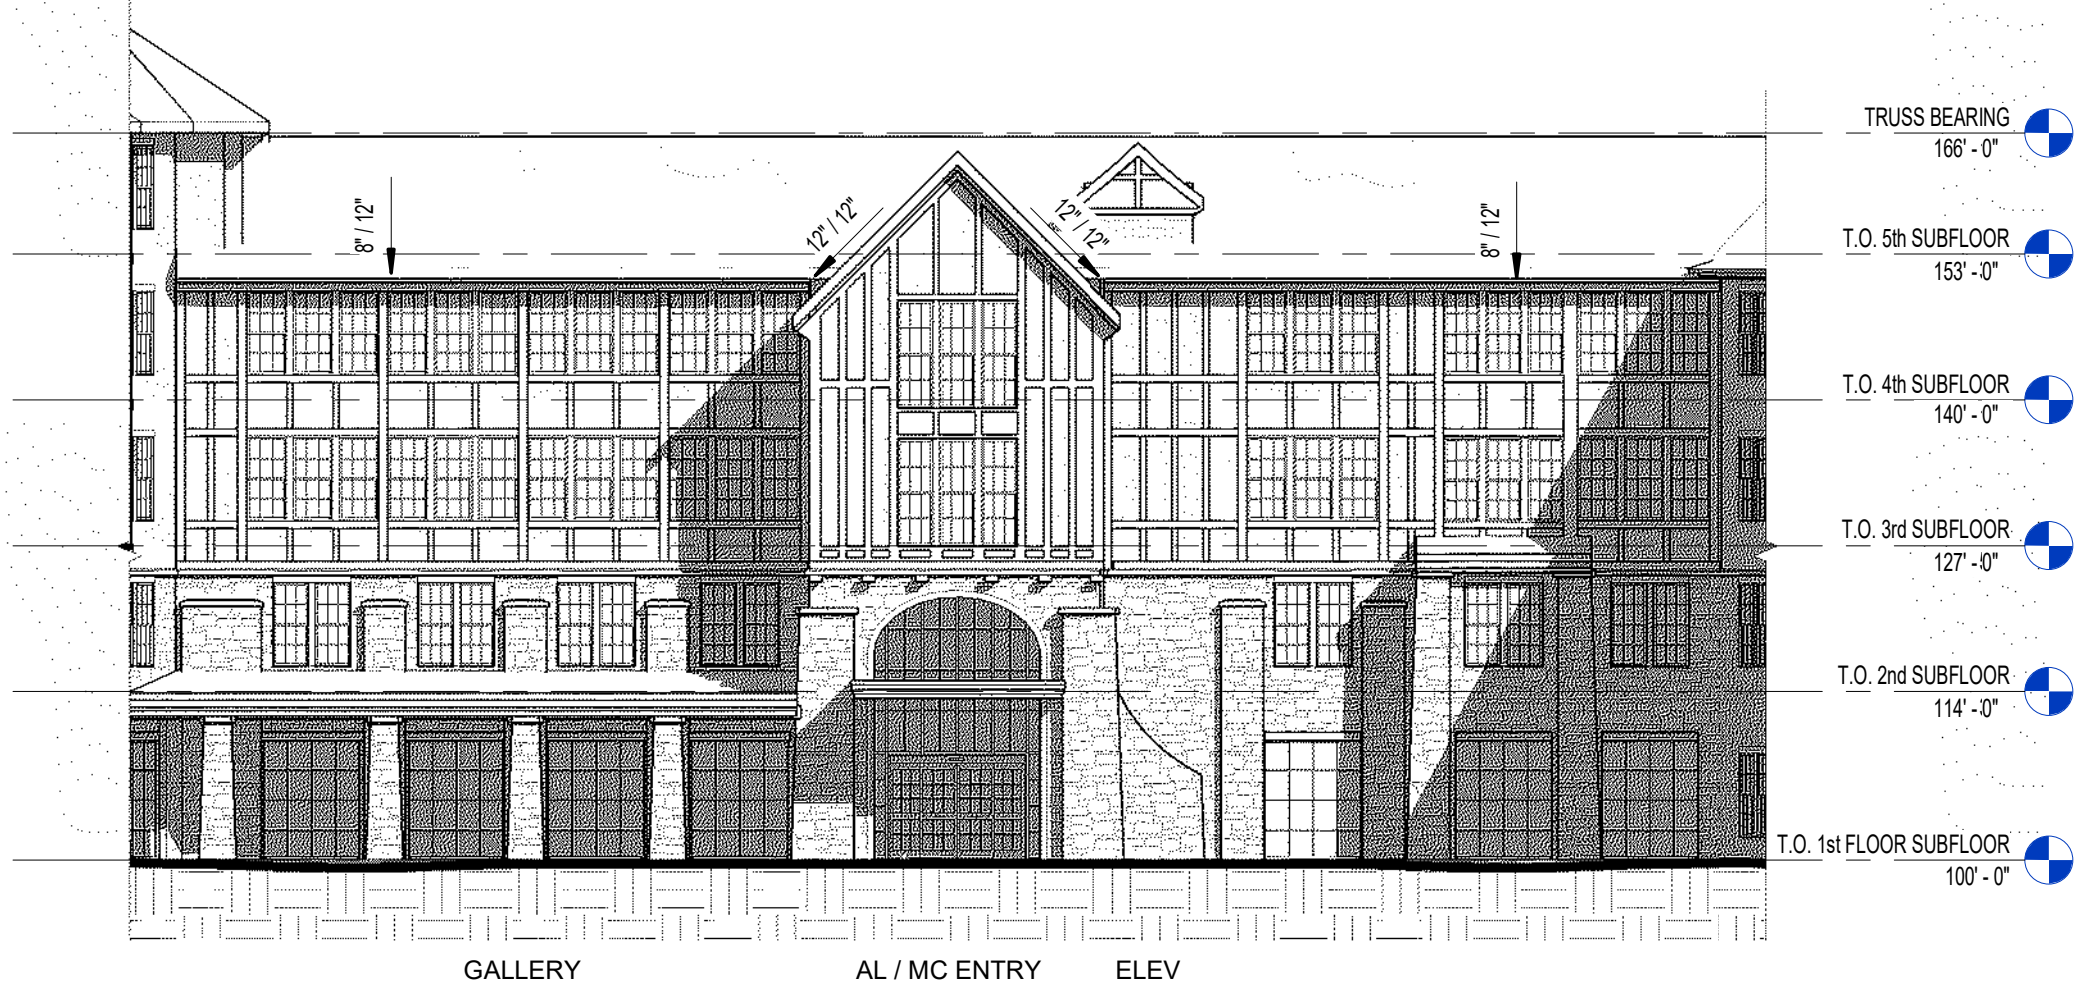 TRUSS BEARING
166' - 0"
8" / 12"
12" / 12"
12" / 12"
8" / 12"
T.O. 5th SUBFLOOR
153' - 0"
T.O. 4th SUBFLOOR
140' - 0"
T.O. 3rd SUBFLOOR
127' - 0"
T.O. 2nd SUBFLOOR
114' - 0"
T.O. 1st FLOOR SUBFLOOR
100' - 0"
GALLERY
AL / MC ENTRY
ELEV